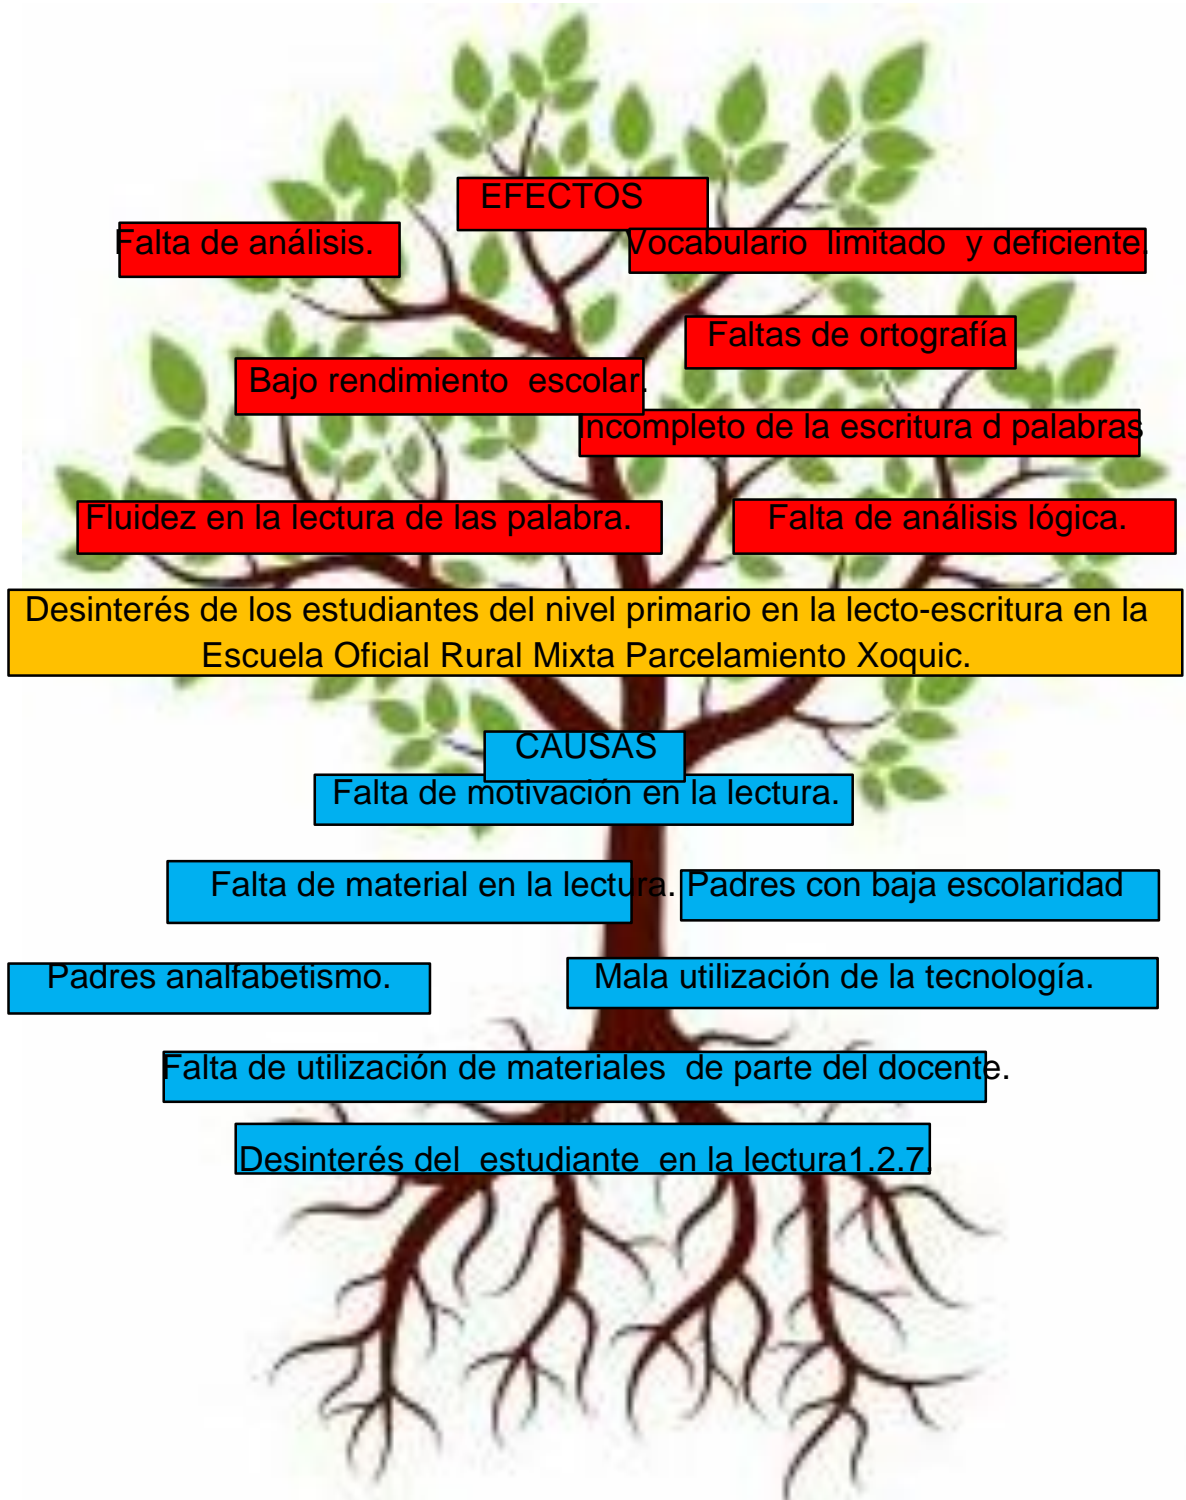 EFECTOS
Falta de análisis.
Vocabulario limitado y deficiente.
Faltas de ortografía
Bajo rendimiento escolar.
Incompleto de la escritura d palabras
Fluidez en la lectura de las palabra.
Falta de análisis lógica.
Desinterés de los estudiantes del nivel primario en la lecto-escritura en la
Escuela Oficial Rural Mixta Parcelamiento Xoquic.
CAUSAS
Falta de motivación en la lectura.
Falta de material en la lectura.
Padres con baja escolaridad
Padres analfabetismo.
Mala utilización de la tecnología.
Falta de utilización de materiales de parte del docente.
Desinterés del estudiante en la lectura1.2.7.